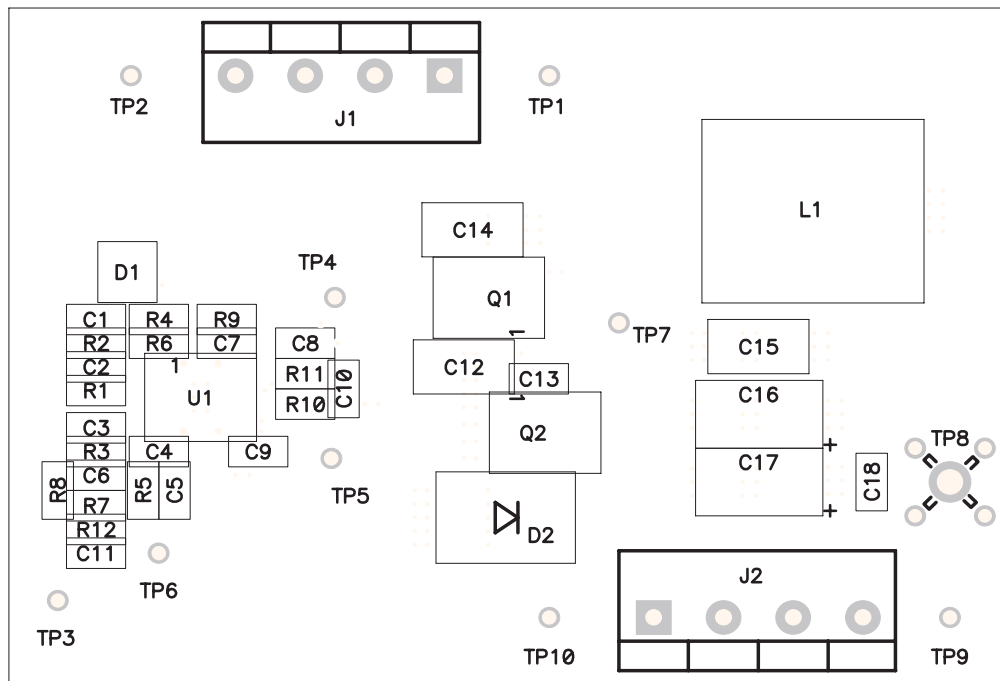 TP2
J1
TP1
L1
C14
D1
TP4
Q1
C1
R4
R9
1
TP7
R2
R6
C7
C8
C15
C2
1
R11
C10
C12
C13
R1
U1
R10
1
C16
C3
Q2
R3
C4
C9
+
TP8
C6
R8
R5
C5
TP5
C17
C18
R7
+
R12
D2
C11
TP6
J2
TP3
TP10
TP9